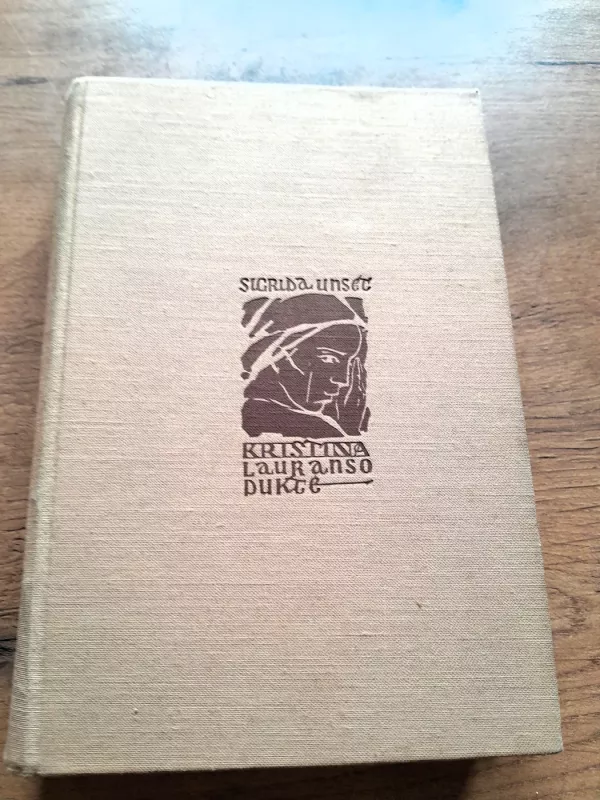 SIGRIDA UNSET
KRISTINA
LAURANSO
DUKTĖ